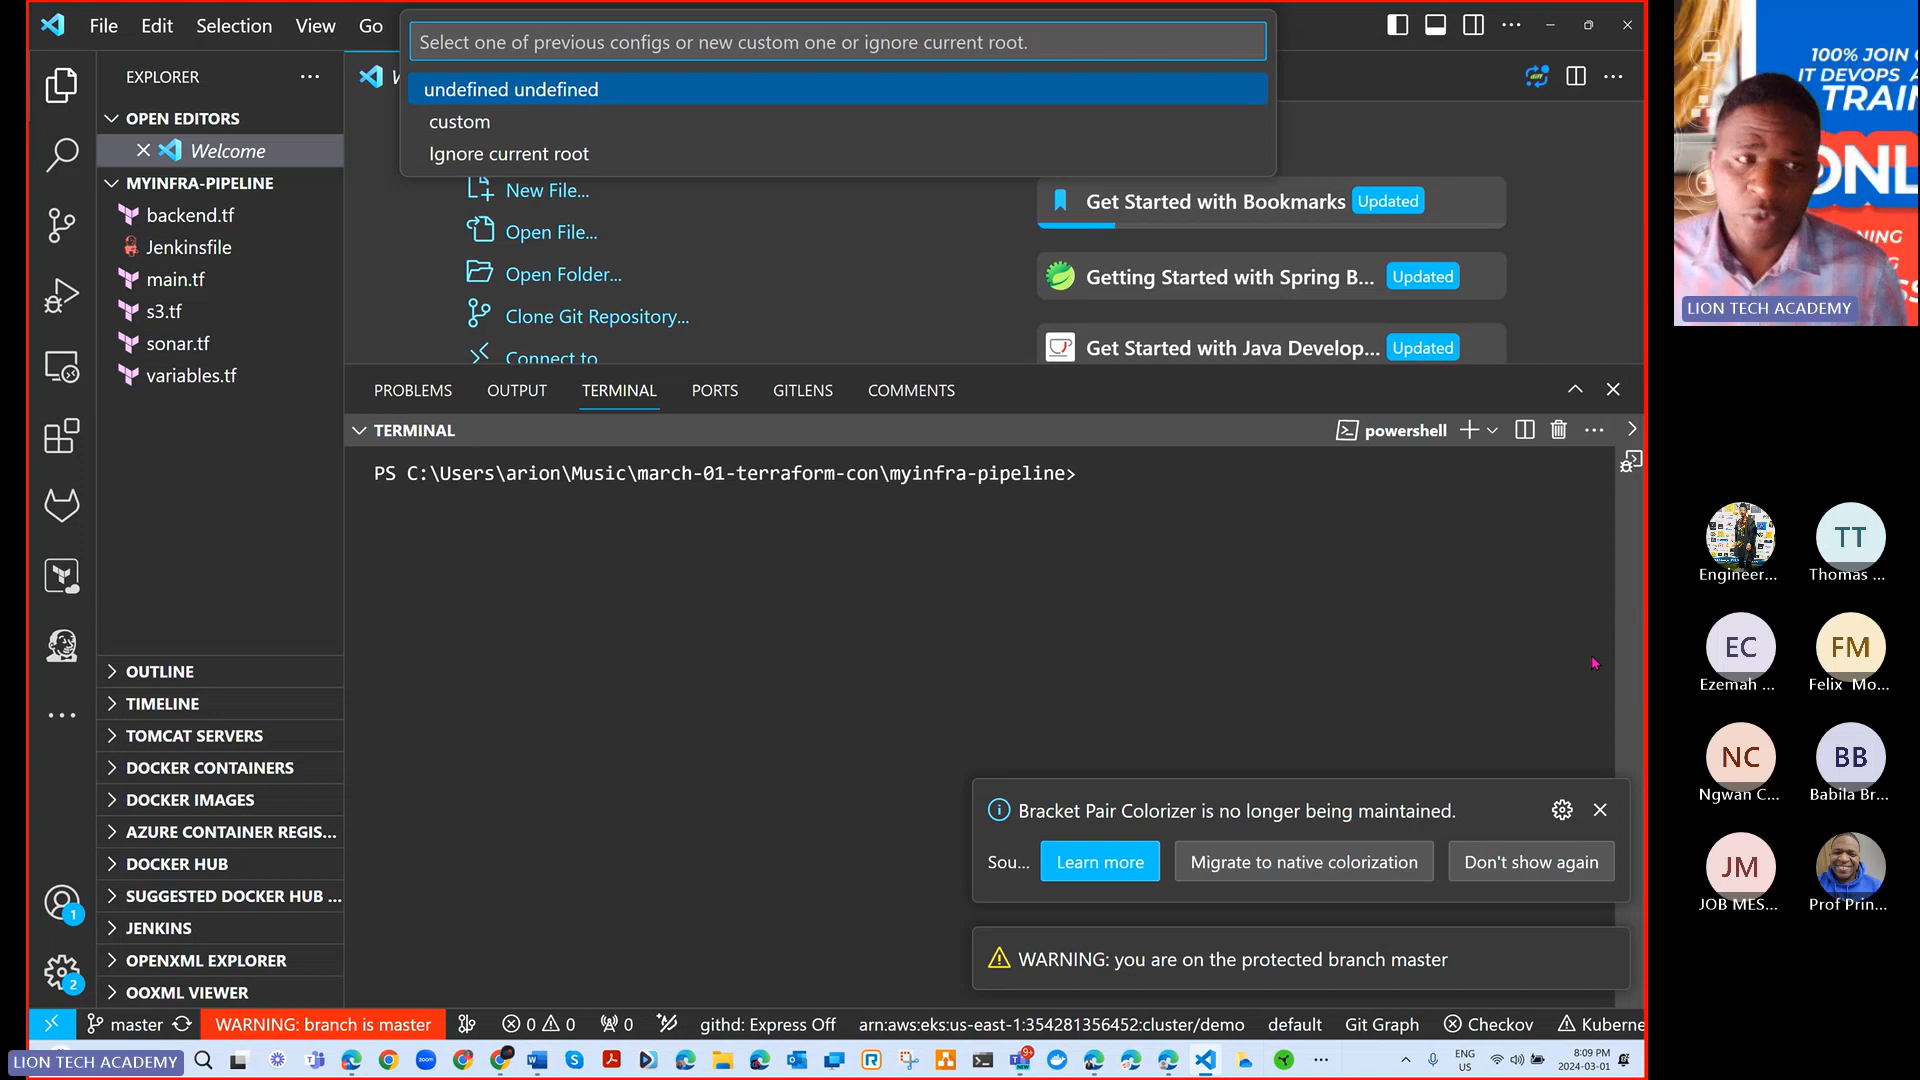 File Edit Selection View Go
Select one of previous configs or new custom one or ignore current root.
undefined undefined
custom
Ignore current root
EXPLORER
OPEN EDITORS
Welcome
MYINFRA-PIPELINE
backend.tf
Jenkinsfile
main.tf
s3.tf
sonar.tf
variables.tf
OUTLINE
TIMELINE
TOMCAT SERVERS
DOCKER CONTAINERS
DOCKER IMAGES
AZURE CONTAINER REGIS...
DOCKER HUB
SUGGESTED DOCKER HUB ...
JENKINS
OPENXML EXPLORER
OOXML VIEWER
1
2
New File...
Open File...
Open Folder...
Clone Git Repository...
Connect to
Get Started with Bookmarks Updated
Getting Started with Spring B... Updated
Get Started with Java Develop... Updated
PROBLEMS OUTPUT TERMINAL PORTS GITLENS COMMENTS
TERMINAL
powershell
PS C:\Users\arion\Music\march-01-terraform-con\myinfra-pipeline>
Bracket Pair Colorizer is no longer being maintained.
Sou... Learn more Migrate to native colorization Don't show again
WARNING: you are on the protected branch master
master WARNING: branch is master 0 0 0 githd: Express Off arn:aws:eks:us-east-1:354281356452:cluster/demo default Git Graph Checkov Kuberne
LION TECH ACADEMY
9+
NEW
zoom
ENG
US
8:09 PM
2024-03-01
100% JOIN
IT DEVOPS A
TRAIN
ONL
NING
SS
LION TECH ACADEMY
Engineer...
TT
Thomas ...
EC
Ezemah ...
FM
Felix Mo...
NC
Ngwan C...
BB
Babila Br...
JM
JOB MES...
Prof Prin...